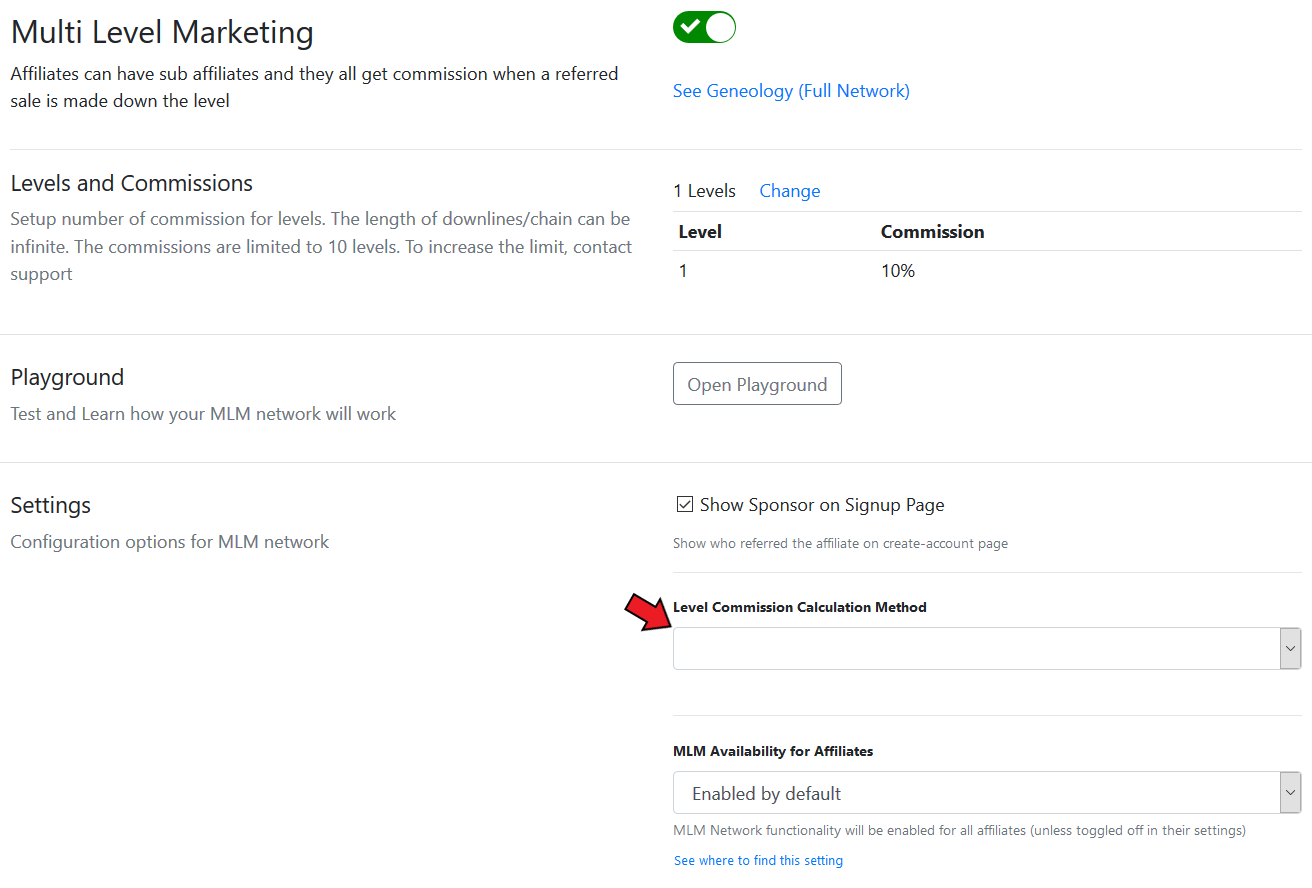 Multi Level Marketing
Affiliates can have sub affiliates and they all get commission when a referred
sale is made down the level
See Geneology (Full Network)
Levels and Commissions
Setup number of commission for levels. The length of downlines/chain can be
infinite. The commissions are limited to 10 levels. To increase the limit, contact
support
1 Levels Change
Level Commission
1 10%
Playground
Test and Learn how your MLM network will work
Open Playground
Settings
Configuration options for MLM network
Show Sponsor on Signup Page
Show who referred the affiliate on create-account page
Level Commission Calculation Method
MLM Availability for Affiliates
Enabled by default
MLM Network functionality will be enabled for all affiliates (unless toggled off in their settings)
See where to find this setting